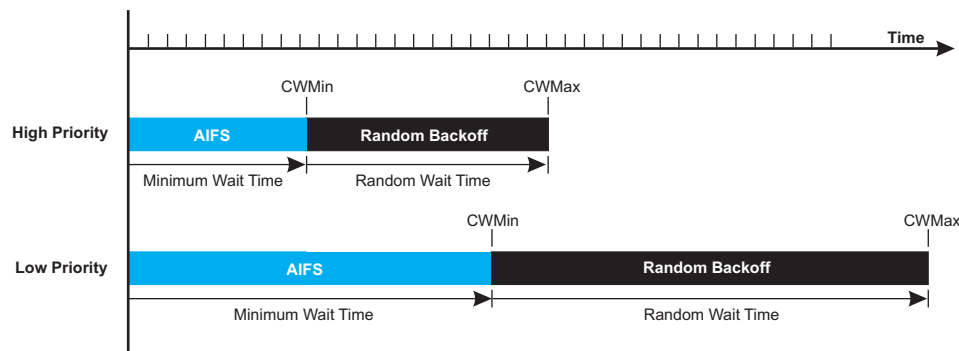 Time
CWMin
CWMax
High Priority
AIFS
Random Backoff
Minimum Wait Time
Random Wait Time
CWMin
CWMax
Low Priority
AIFS
Random Backoff
Minimum Wait Time
Random Wait Time